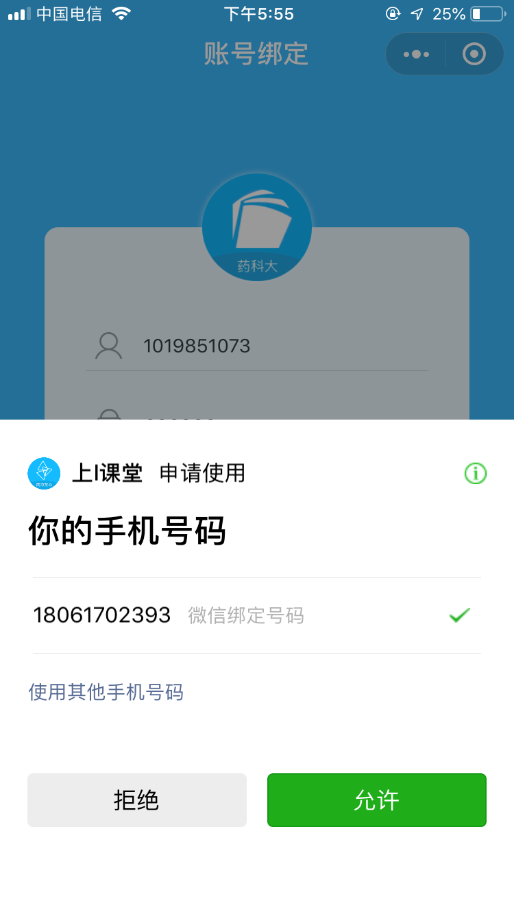 中国电信
下午5:55
25%
账号绑定
药科大
1019851073
上I课堂 申请使用
你的手机号码
18061702393 微信绑定号码
使用其他手机号码
拒绝
允许